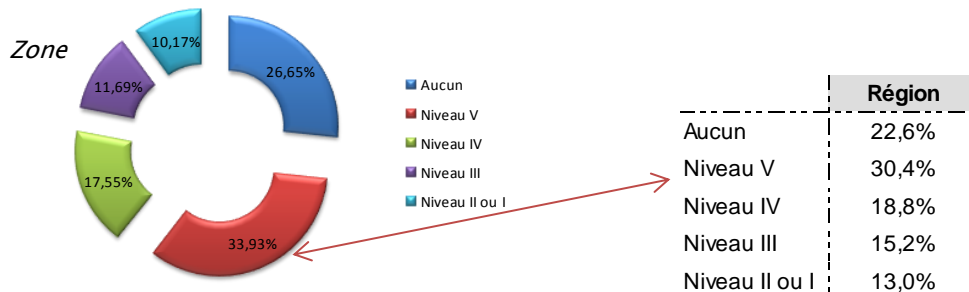 Zone
10,17%
26,65%
11,69%
17,55%
33,93%
Aucun
Niveau V
Niveau IV
Niveau III
Niveau II ou I
Région
Aucun 22,6%
Niveau V 30,4%
Niveau IV 18,8%
Niveau III 15,2%
Niveau II ou I 13,0%